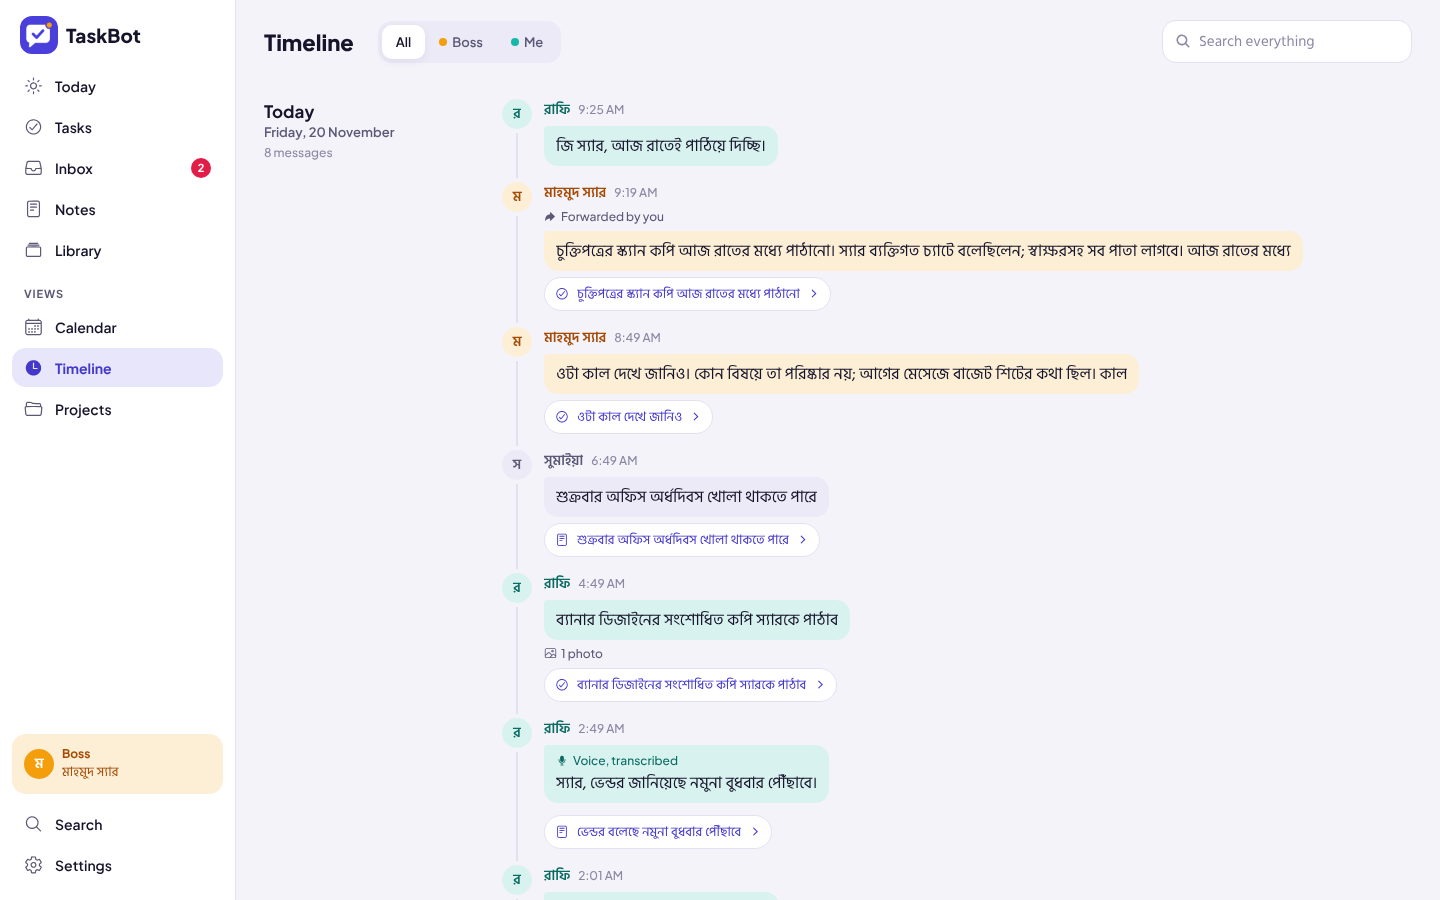 TaskBot
Today
Tasks
Inbox
2
Notes
Library
VIEWS
Calendar
Timeline
Projects
ম
Boss
মাহমুদ স্যার
Search
Settings
Timeline
All
Boss
Me
Search everything
Today
Friday, 20 November
8 messages
র
রাফি 9:25 AM
জি স্যার, আজ রাতেই পাঠিয়ে দিচ্ছি।
ম
মাহমুদ স্যার 9:19 AM
Forwarded by you
চুক্তিপত্রের স্ক্যান কপি আজ রাতের মধ্যে পাঠানো। স্যার ব্যক্তিগত চ্যাটে বলেছিলেন; স্বাক্ষরসহ সব পাতা লাগবে। আজ রাতের মধ্যে
চুক্তিপত্রের স্ক্যান কপি আজ রাতের মধ্যে পাঠানো
ম
মাহমুদ স্যার 8:49 AM
ওটা কাল দেখে জানিও। কোন বিষয়ে তা পরিষ্কার নয়; আগের মেসেজে বাজেট শিটের কথা ছিল। কাল
ওটা কাল দেখে জানিও
স
সুমাইয়া 6:49 AM
শুক্রবার অফিস অর্ধদিবস খোলা থাকতে পারে
শুক্রবার অফিস অর্ধদিবস খোলা থাকতে পারে
র
রাফি 4:49 AM
ব্যানার ডিজাইনের সংশোধিত কপি স্যারকে পাঠাব
1 photo
ব্যানার ডিজাইনের সংশোধিত কপি স্যারকে পাঠাব
র
রাফি 2:49 AM
Voice, transcribed
স্যার, ভেন্ডর জানিয়েছে নমুনা বুধবার পৌঁছাবে।
ভেন্ডর বলেছে নমুনা বুধবার পৌঁছাবে
র
রাফি 2:01 AM